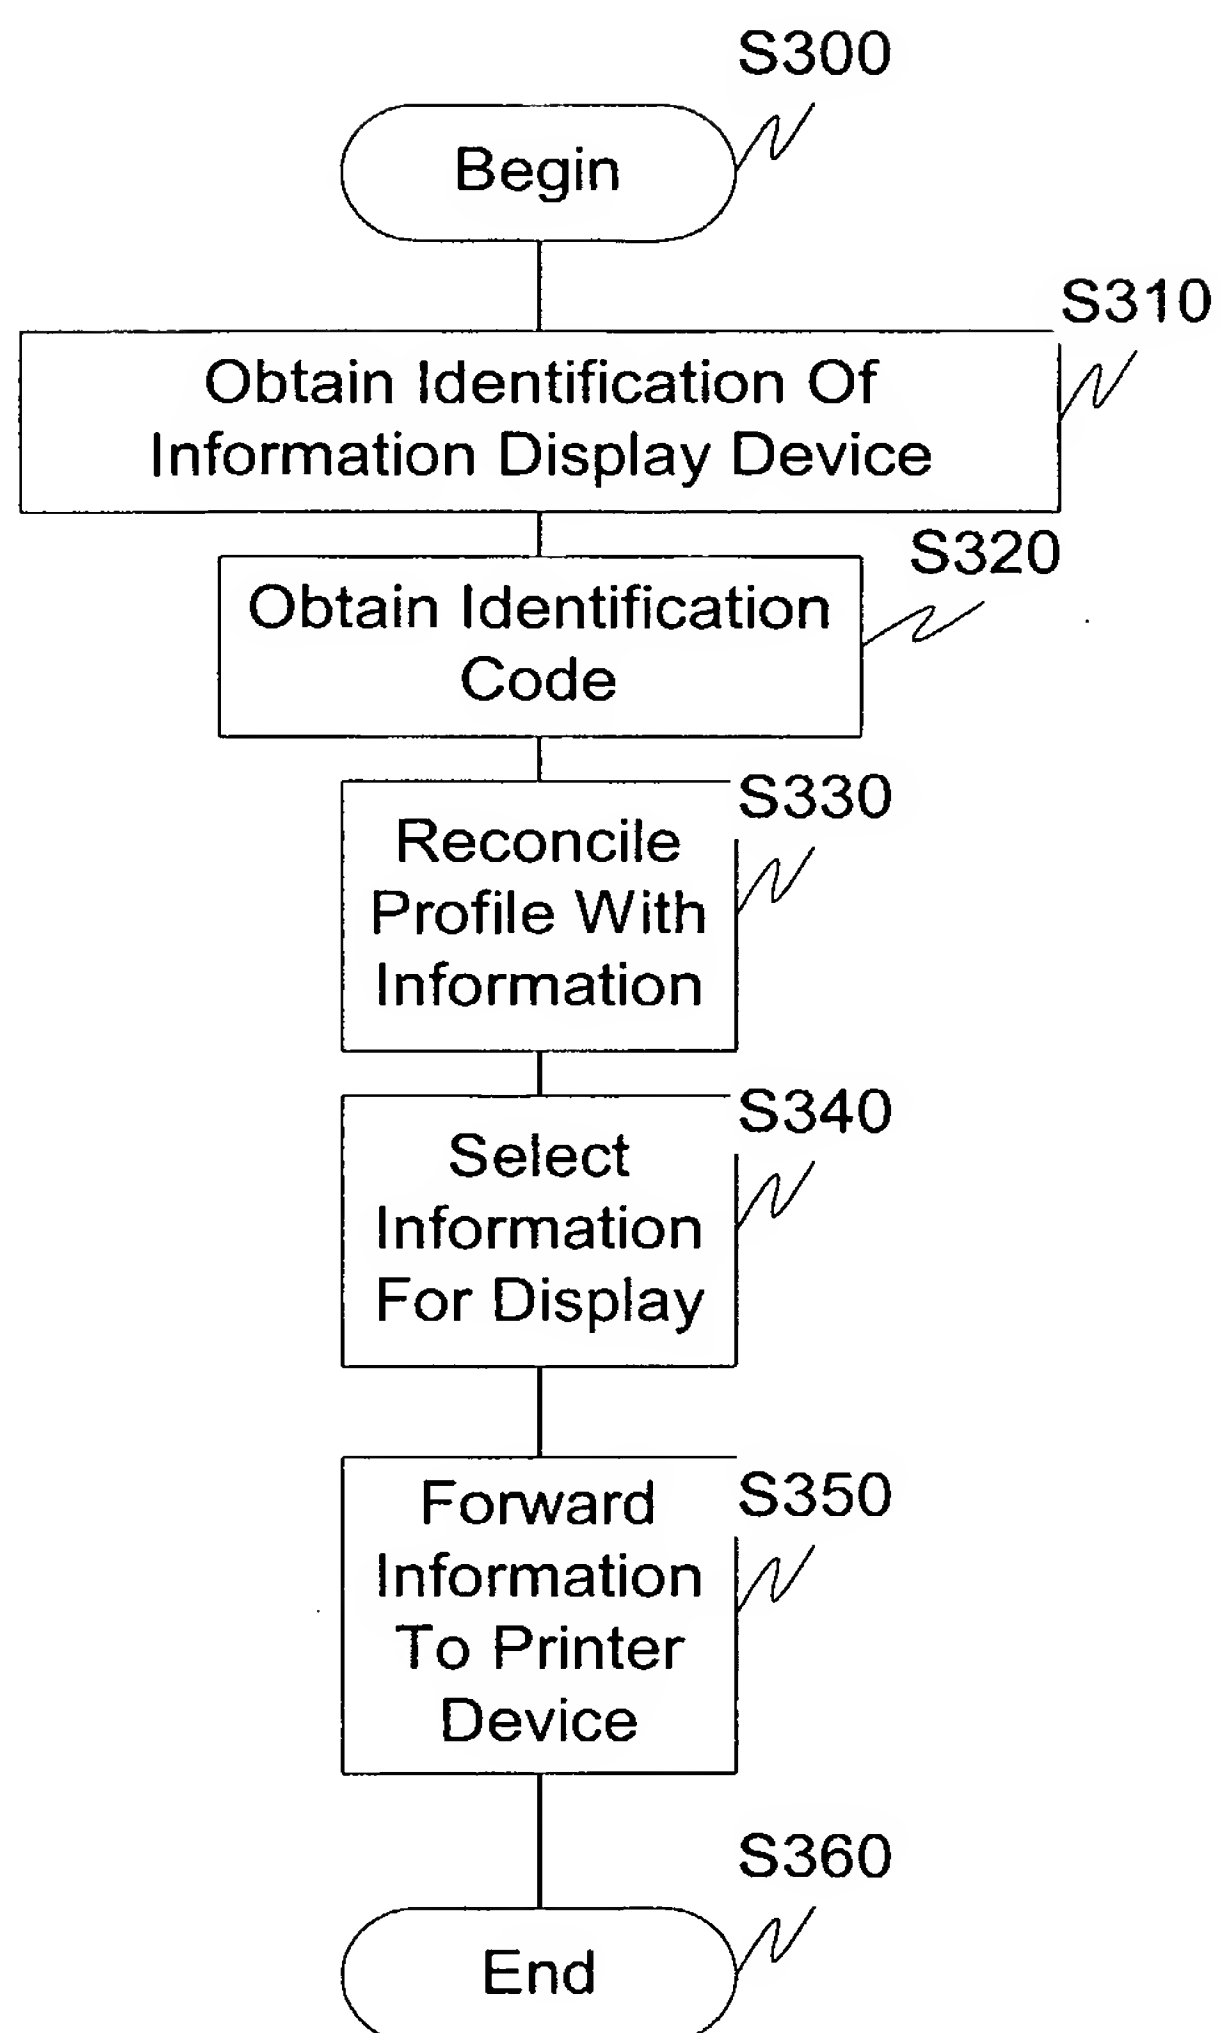 S300
Begin
S310
Obtain Identification Of
Information Display Device
S320
Obtain Identification
Code
S330
Reconcile
Profile With
Information
S340
Select
Information
For Display
S350
Forward
Information
To Printer
Device
S360
End